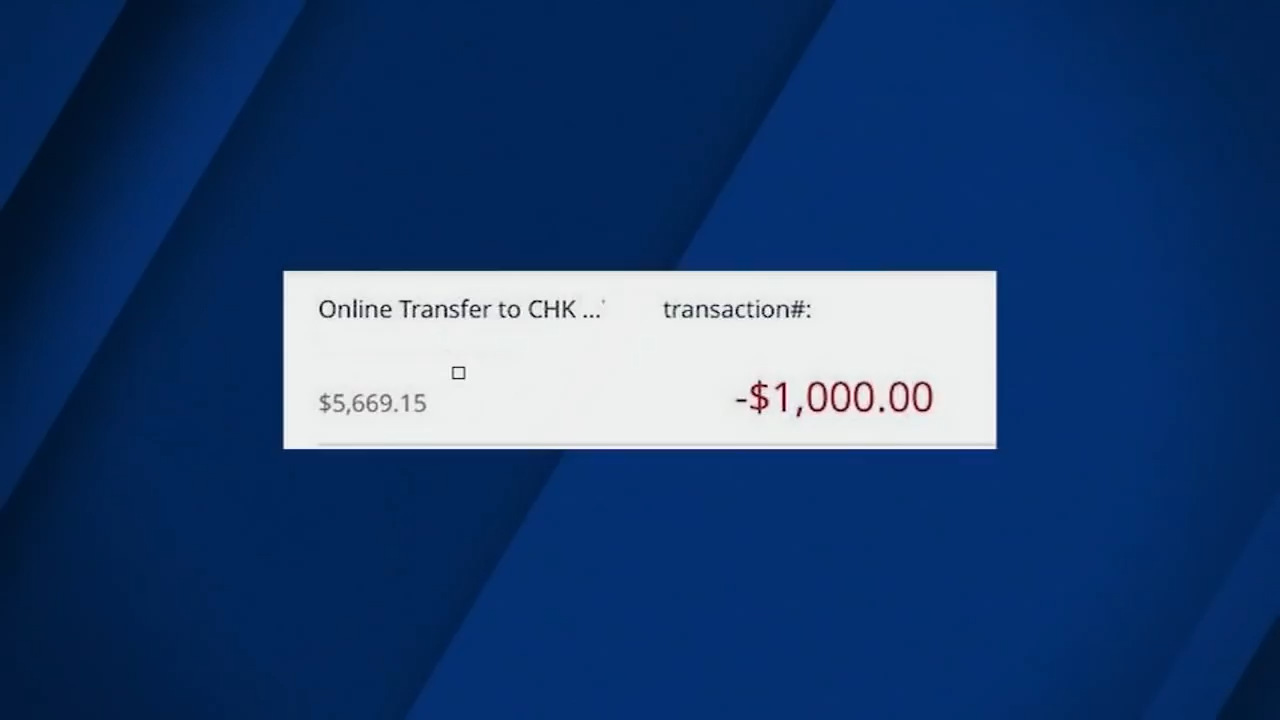 Online Transfer to CHK ... transaction#:
$5,669.15 -$1,000.00